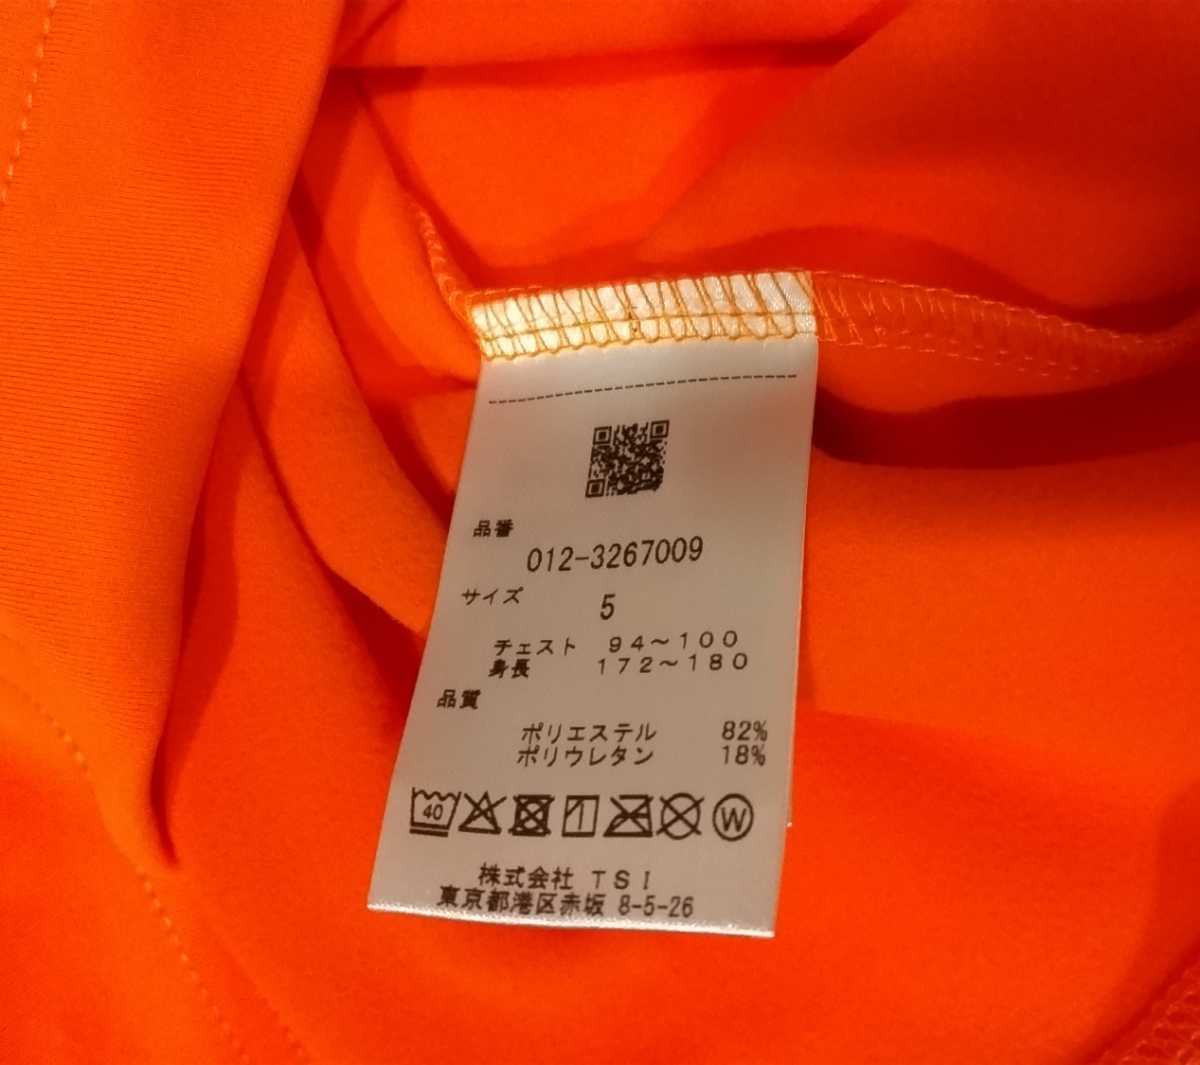 品番
012-3267009
サイズ 5
チェスト 94~100
身長 172~180
品質
ポリエステル 82%
ポリウレタン 18%
40 W
株式会社 TSI
東京都港区赤坂 8-5-26